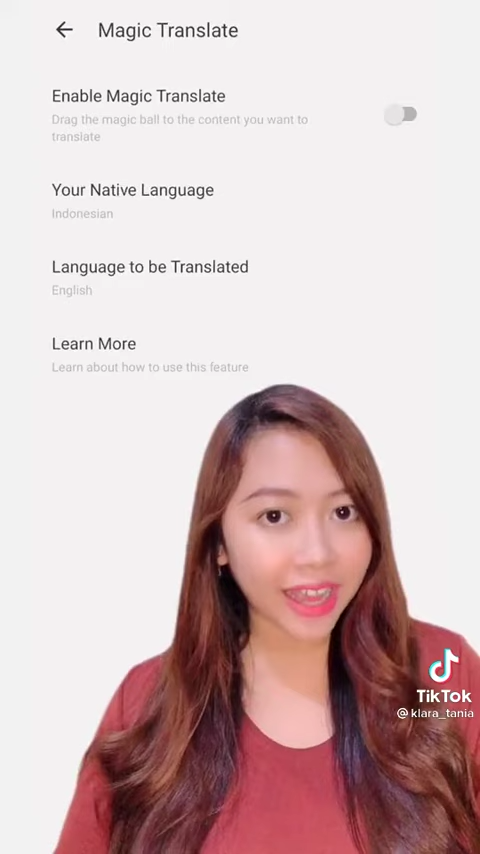 Magic Translate
Enable Magic Translate
Drag the magic ball to the content you want to
translate
Your Native Language
Indonesian
Language to be Translated
English
Learn More
Learn about how to use this feature
TikTok
@klara_tania